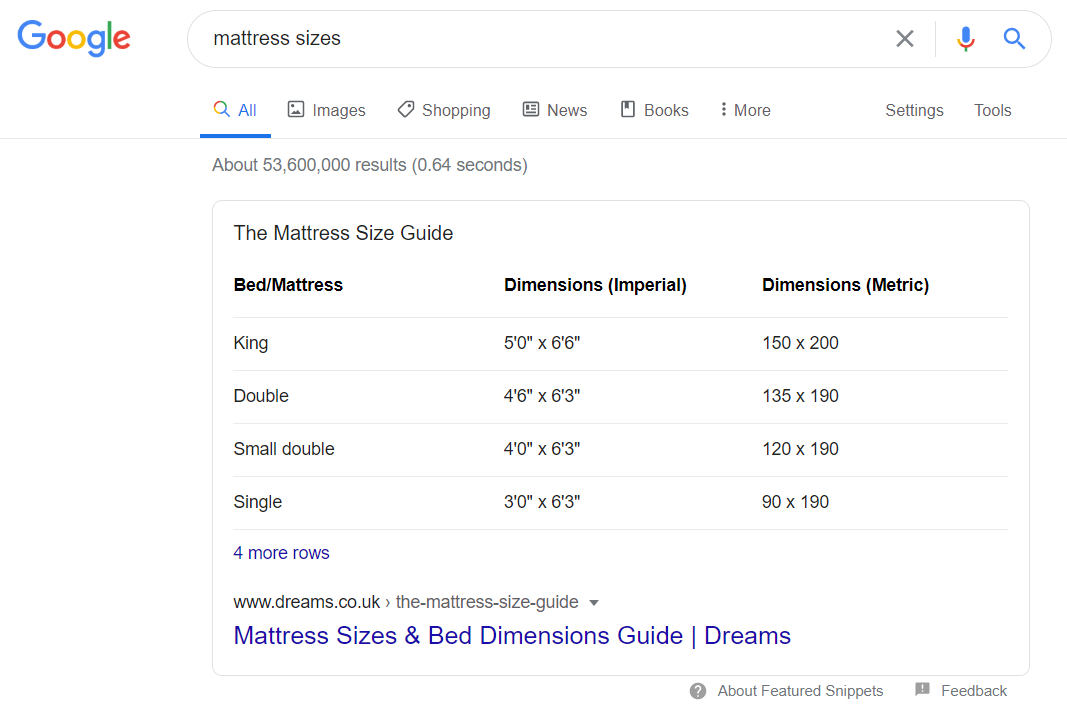 Google
mattress sizes
All Images Shopping News Books More Settings Tools
About 53,600,000 results (0.64 seconds)
The Mattress Size Guide
Bed/Mattress Dimensions (Imperial) Dimensions (Metric)
King 5'0" x 6'6" 150 x 200
Double 4'6" x 6'3" 135 x 190
Small double 4'0" x 6'3" 120 x 190
Single 3'0" x 6'3" 90 x 190
4 more rows
www.dreams.co.uk › the-mattress-size-guide
Mattress Sizes & Bed Dimensions Guide | Dreams
About Featured Snippets Feedback